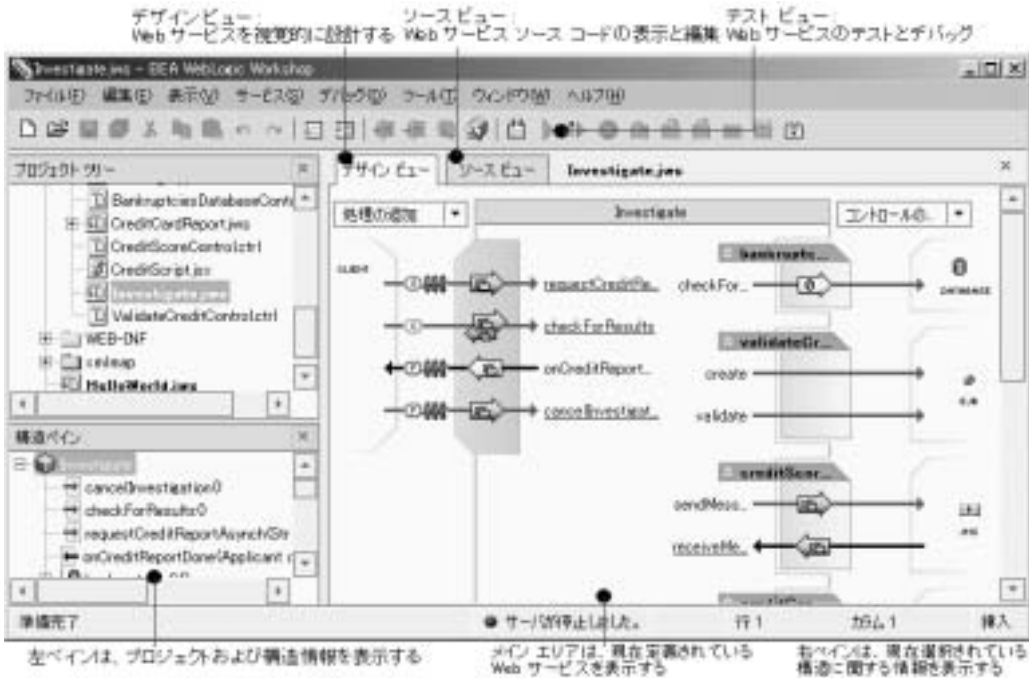 デザインビュー:
Web サービスを視覚的に設計する
ソース ビュー:
Web サービス ソース コードの表示と編集
テスト ビュー:
Web サービスのテストとデバッグ
Investigate.jws - BEA WebLogic Workshop
ファイル(F) 編集(E) 表示(V) サービス(S) デバッグ(D) ツール(T) ウィンドウ(W) ヘルプ(H)
プロジェクト ツリー
BankruptciesDatabaseConti
CreditCardReport.jws
CreditScoreControl.ctrl
CreditScript.jsx
Investigate.jws
ValidateCreditControl.ctrl
WEB-INF
xmlmap
HelloWorld.jws
構造ペイン
Investigate
cancelInvestigation()
checkForResults()
requestCreditReportAsynch(Str
onCreditReportDone(Applicant
デザイン ビュー
ソース ビュー
Investigate.jws
処理の追加
Investigate
コントロールの..
CLIENT
requestCreditRe..
checkForResults
onCreditReport..
cancelInvestigat..
bankruptc...
checkFor...
DATABASE
validateCr...
create
validate
creditScor...
sendMess..
receiveMe..
準備完了
サーバが停止しました。
行 1
カラム 1
挿入
左ペインは、プロジェクトおよび構造情報を表示する
メイン エリアは、現在定義されている
Web サービスを表示する
右ペインは、現在選択されている
構造に関する情報を表示する